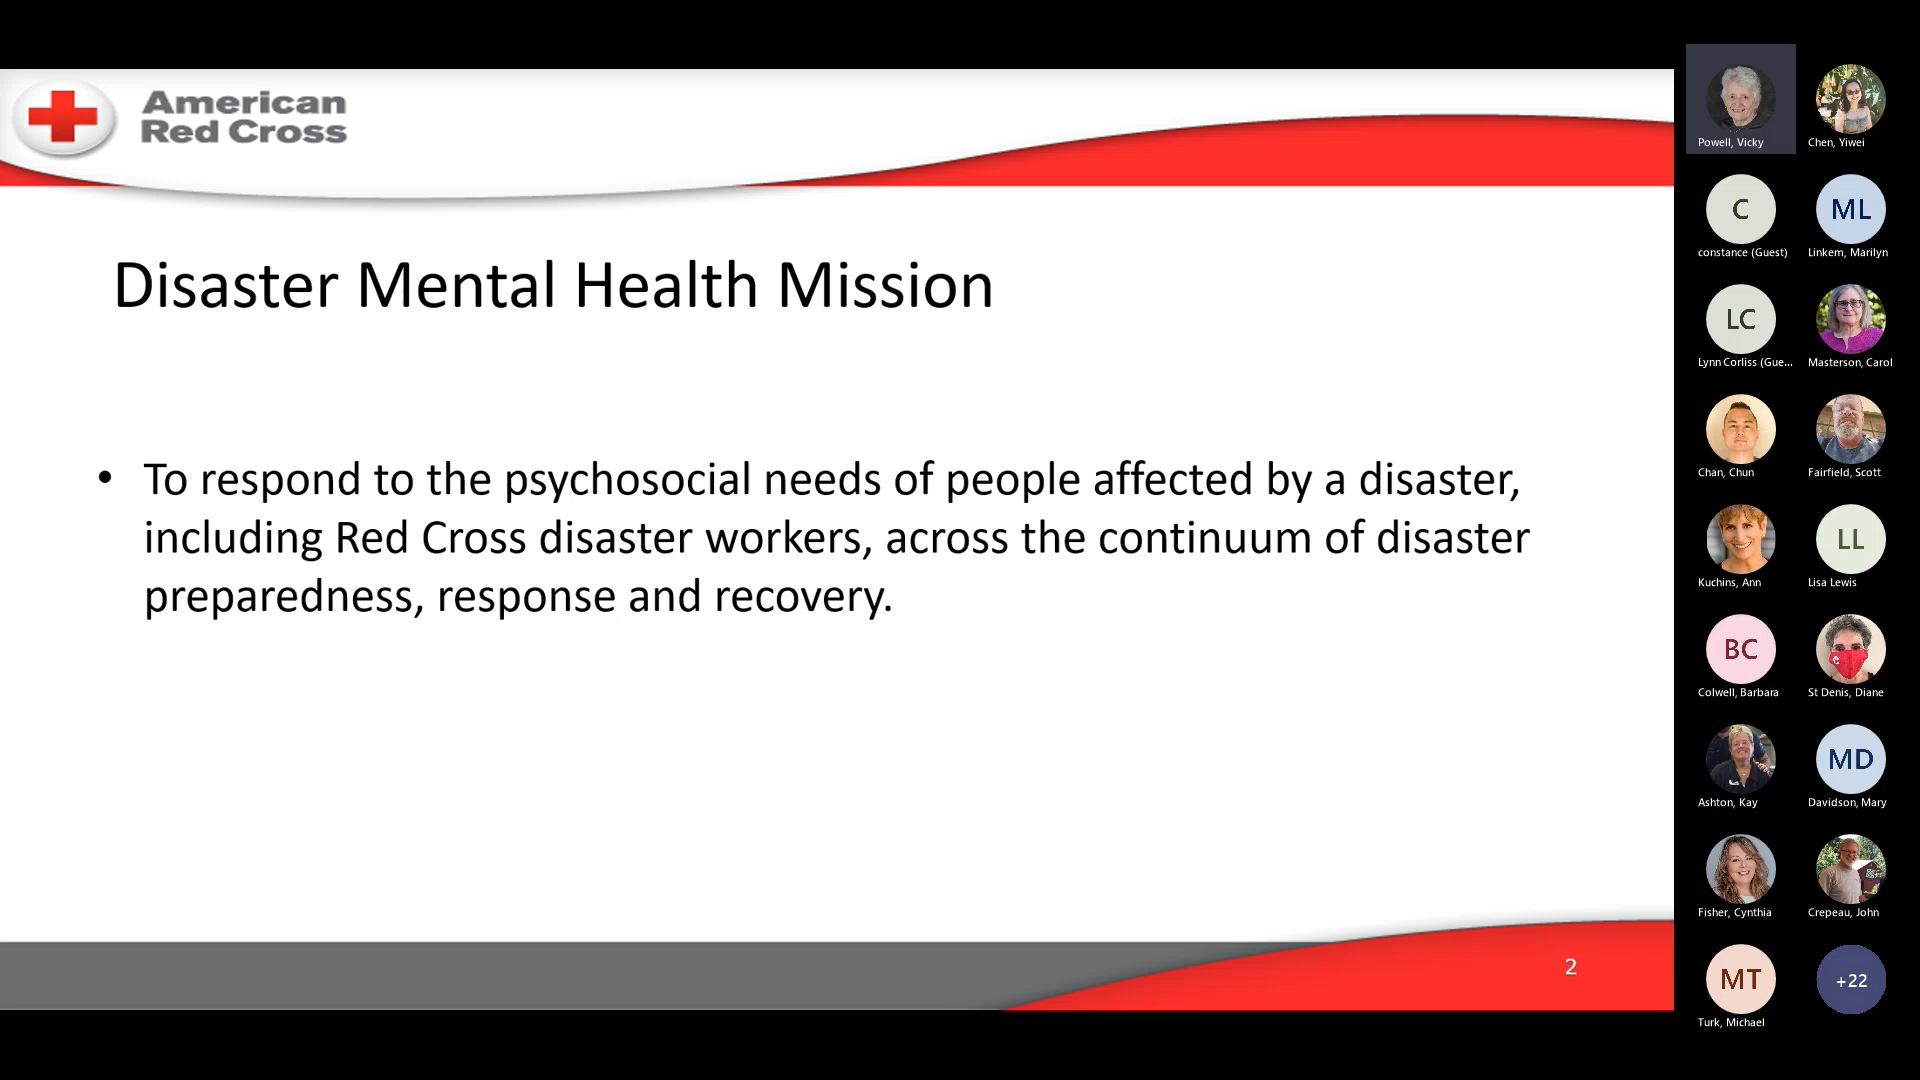 American
Red Cross
Disaster Mental Health Mission
• To respond to the psychosocial needs of people affected by a disaster,
including Red Cross disaster workers, across the continuum of disaster
preparedness, response and recovery.
2
Powell, Vicky
Chen, Yiwei
C
constance (Guest)
ML
Linkem, Marilyn
LC
Lynn Corliss (Gue...
Masterson, Carol
Chan, Chun
Fairfield, Scott
Kuchins, Ann
LL
Lisa Lewis
BC
Colwell, Barbara
St Denis, Diane
Ashton, Kay
MD
Davidson, Mary
Fisher, Cynthia
Crepeau, John
MT
Turk, Michael
+22